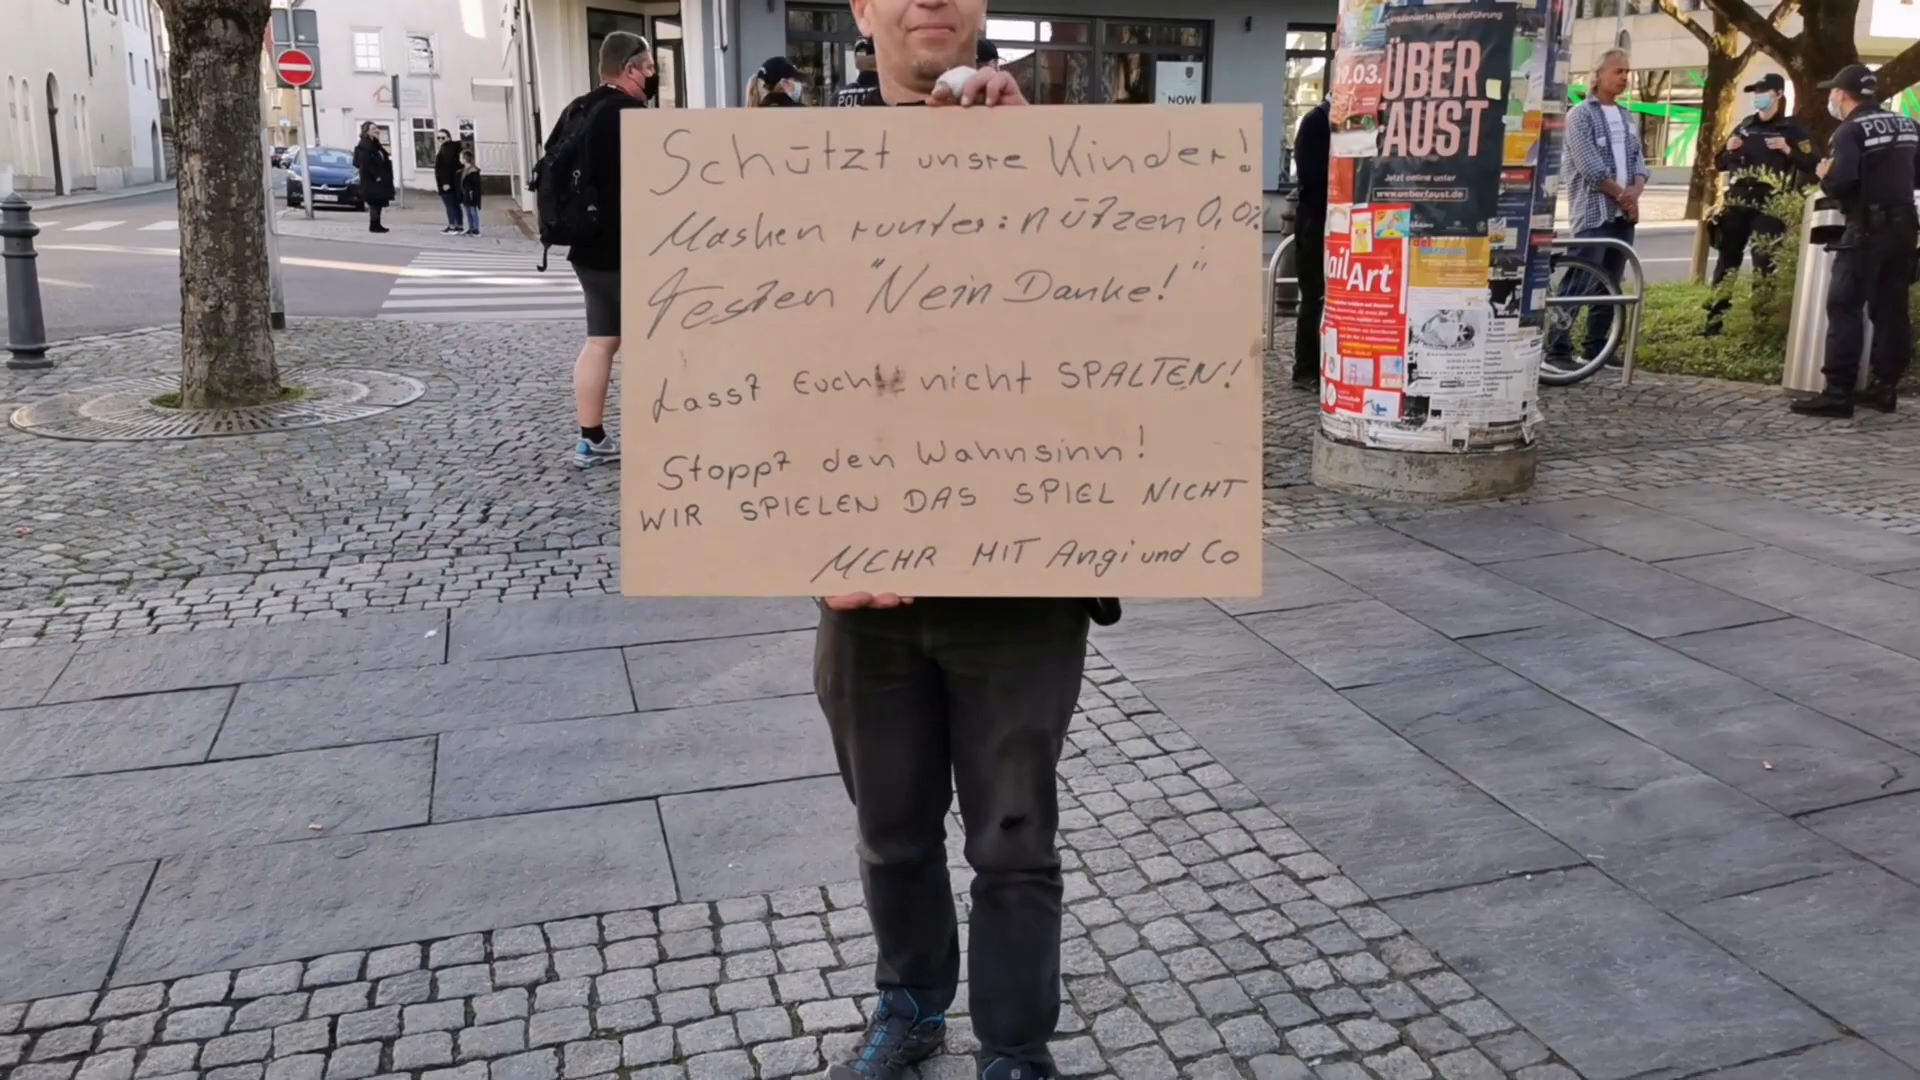 Schützt unsre Kinder!
Masken runter: nützen 0,0%
Testen "Nein Danke!"
Lasst Euch nicht SPALTEN!
Stoppt den Wahnsinn!
WIR SPIELEN DAS SPIEL NICHT
MEHR MIT Angi und Co
NOW
19.03.
ÜBER
FAUST
Jetzt online unter
www.ueberfaust.de
ailArt
POLIZEI